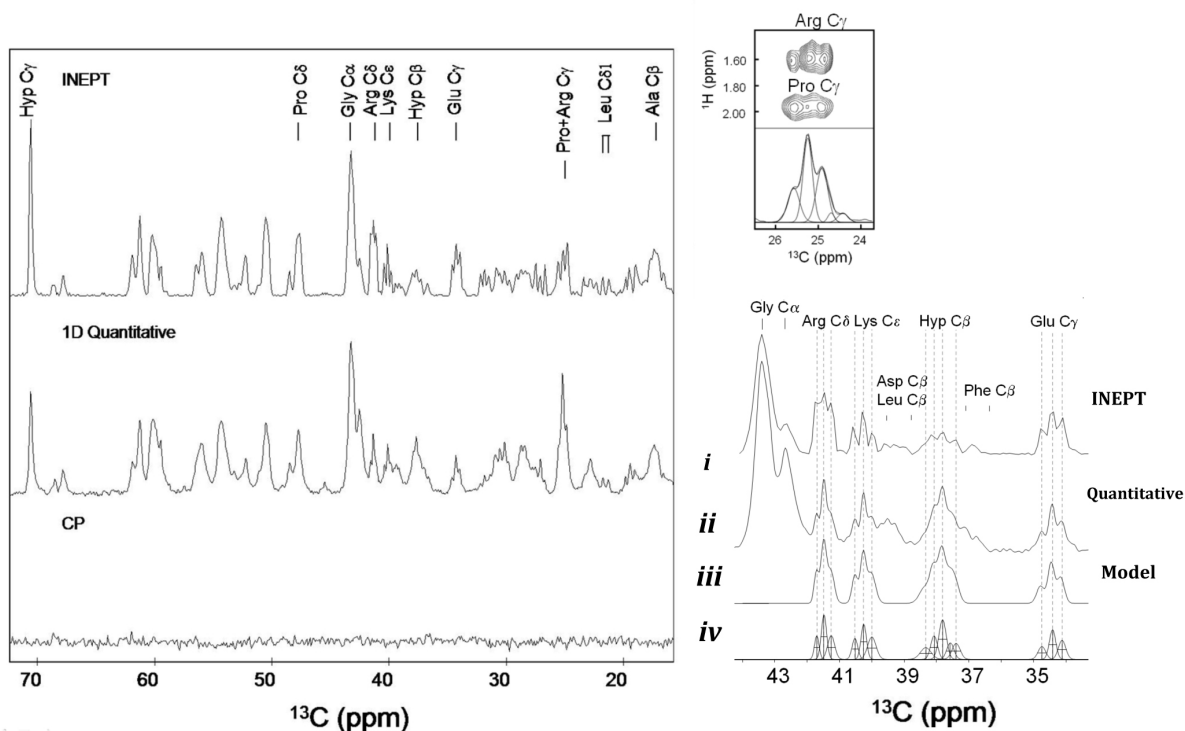 INEPT
Hyp Cγ
Pro Cδ
Gly Cα
Arg Cδ
Lys Cε
Hyp Cβ
Glu Cγ
Pro+Arg Cγ
Leu Cδ1
Ala Cβ
1D Quantitative
CP
70 60 50 40 30 20
13C (ppm)
Arg Cγ
Pro Cγ
1H (ppm)
1.60
1.80
2.00
26 25 24
13C (ppm)
Gly Cα
Arg Cδ Lys Cε Hyp Cβ Glu Cγ
Asp Cβ
Leu Cβ
Phe Cβ
INEPT
i
Quantitative
ii
iii
Model
iv
43 41 39 37 35
13C (ppm)